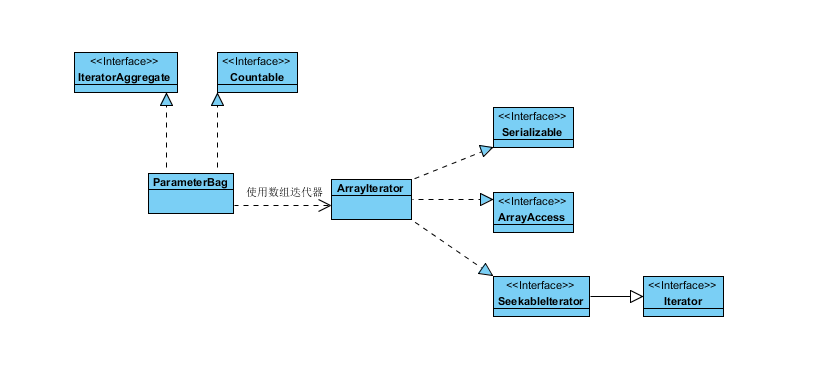 <<Interface>>
IteratorAggregate
<<Interface>>
Countable
<<Interface>>
Serializable
ParameterBag
使用数组迭代器
ArrayIterator
<<Interface>>
ArrayAccess
<<Interface>>
SeekableIterator
<<Interface>>
Iterator